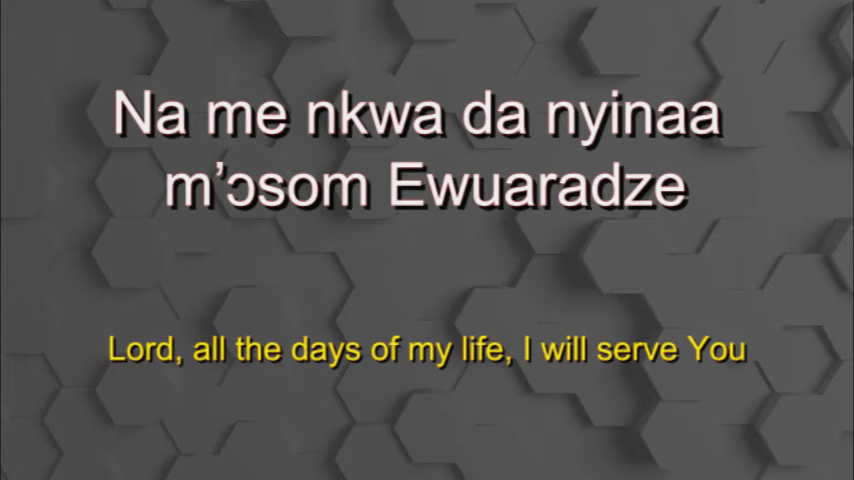 Na me nkwa da nyinaa
m’ɔsom Ewuaradze
Lord, all the days of my life, I will serve You